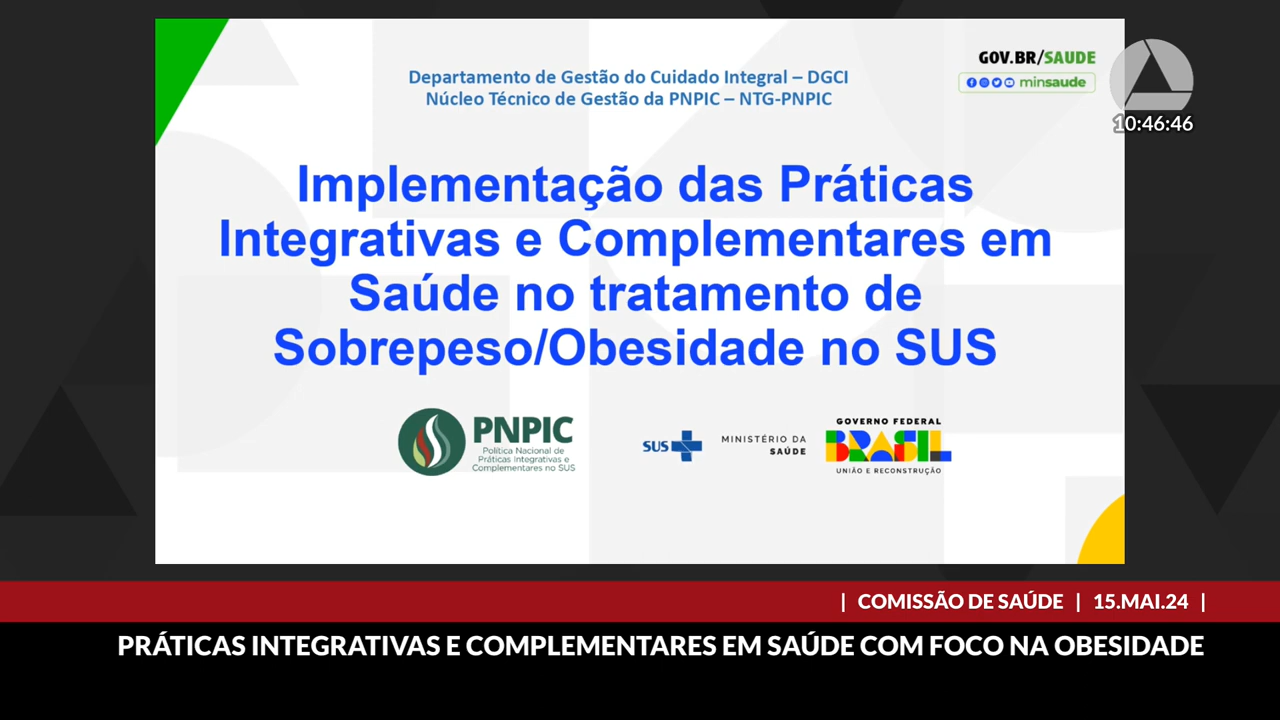 Departamento de Gestão do Cuidado Integral – DGCI
Núcleo Técnico de Gestão da PNPIC – NTG-PNPIC
GOV.BR/SAUDE
minsaude
10:46:46
Implementação das Práticas
Integrativas e Complementares em
Saúde no tratamento de
Sobrepeso/Obesidade no SUS
PNPIC
Política Nacional de
Práticas Integrativas e
Complementares no SUS
SUS
MINISTÉRIO DA
SAÚDE
GOVERNO FEDERAL
BRASIL
UNIÃO E RECONSTRUÇÃO
| COMISSÃO DE SAÚDE | 15.MAI.24 |
PRÁTICAS INTEGRATIVAS E COMPLEMENTARES EM SAÚDE COM FOCO NA OBESIDADE